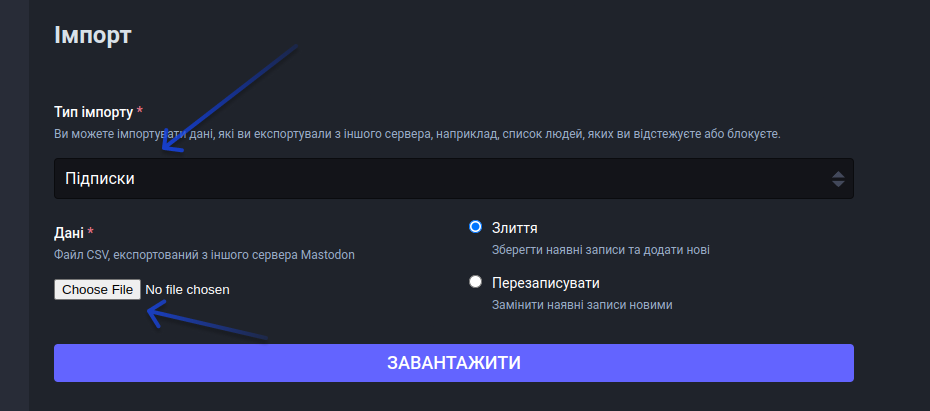 Імпорт
Тип імпорту *
Ви можете імпортувати дані, які ви експортували з іншого сервера, наприклад, список людей, яких ви відстежуєте або блокуєте.
Підписки
Дані *
Файл CSV, експортований з іншого сервера Mastodon
Choose File No file chosen
Злиття
Зберегти наявні записи та додати нові
Перезаписувати
Замінити наявні записи новими
ЗАВАНТАЖИТИ